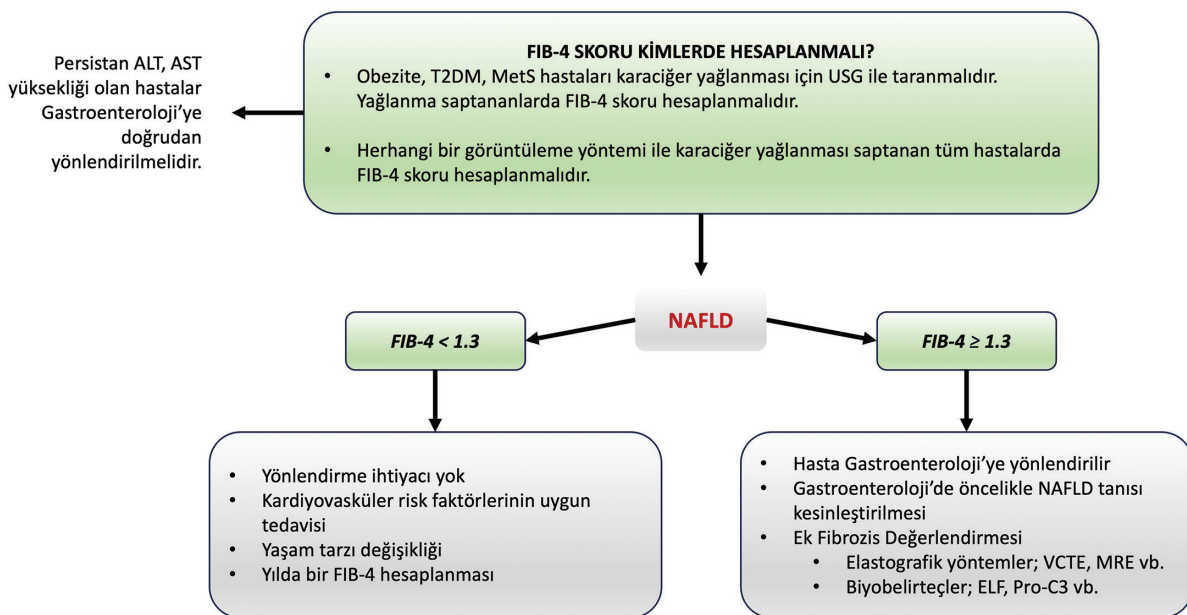 Persistan ALT, AST
yüksekliği olan hastalar
Gastroenteroloji’ye
doğrudan
yönlendirilmelidir.
FIB-4 SKORU KİMLERDE HESAPLANMALI?
• Obezite, T2DM, MetS hastaları karaciğer yağlanması için USG ile taranmalıdır.
Yağlanma saptananlarda FIB-4 skoru hesaplanmalıdır.
• Herhangi bir görüntüleme yöntemi ile karaciğer yağlanması saptanan tüm hastalarda
FIB-4 skoru hesaplanmalıdır.
NAFLD
FIB-4 < 1.3
FIB-4 ≥ 1.3
• Yönlendirme ihtiyacı yok
• Kardiyovasküler risk faktörlerinin uygun
tedavisi
• Yaşam tarzı değişikliği
• Yılda bir FIB-4 hesaplanması
• Hasta Gastroenteroloji’ye yönlendirilir
• Gastroenteroloji’de öncelikle NAFLD tanısı
kesinleştirilmesi
• Ek Fibrozis Değerlendirmesi
• Elastografik yöntemler; VCTE, MRE vb.
• Biyobelirteçler; ELF, Pro-C3 vb.